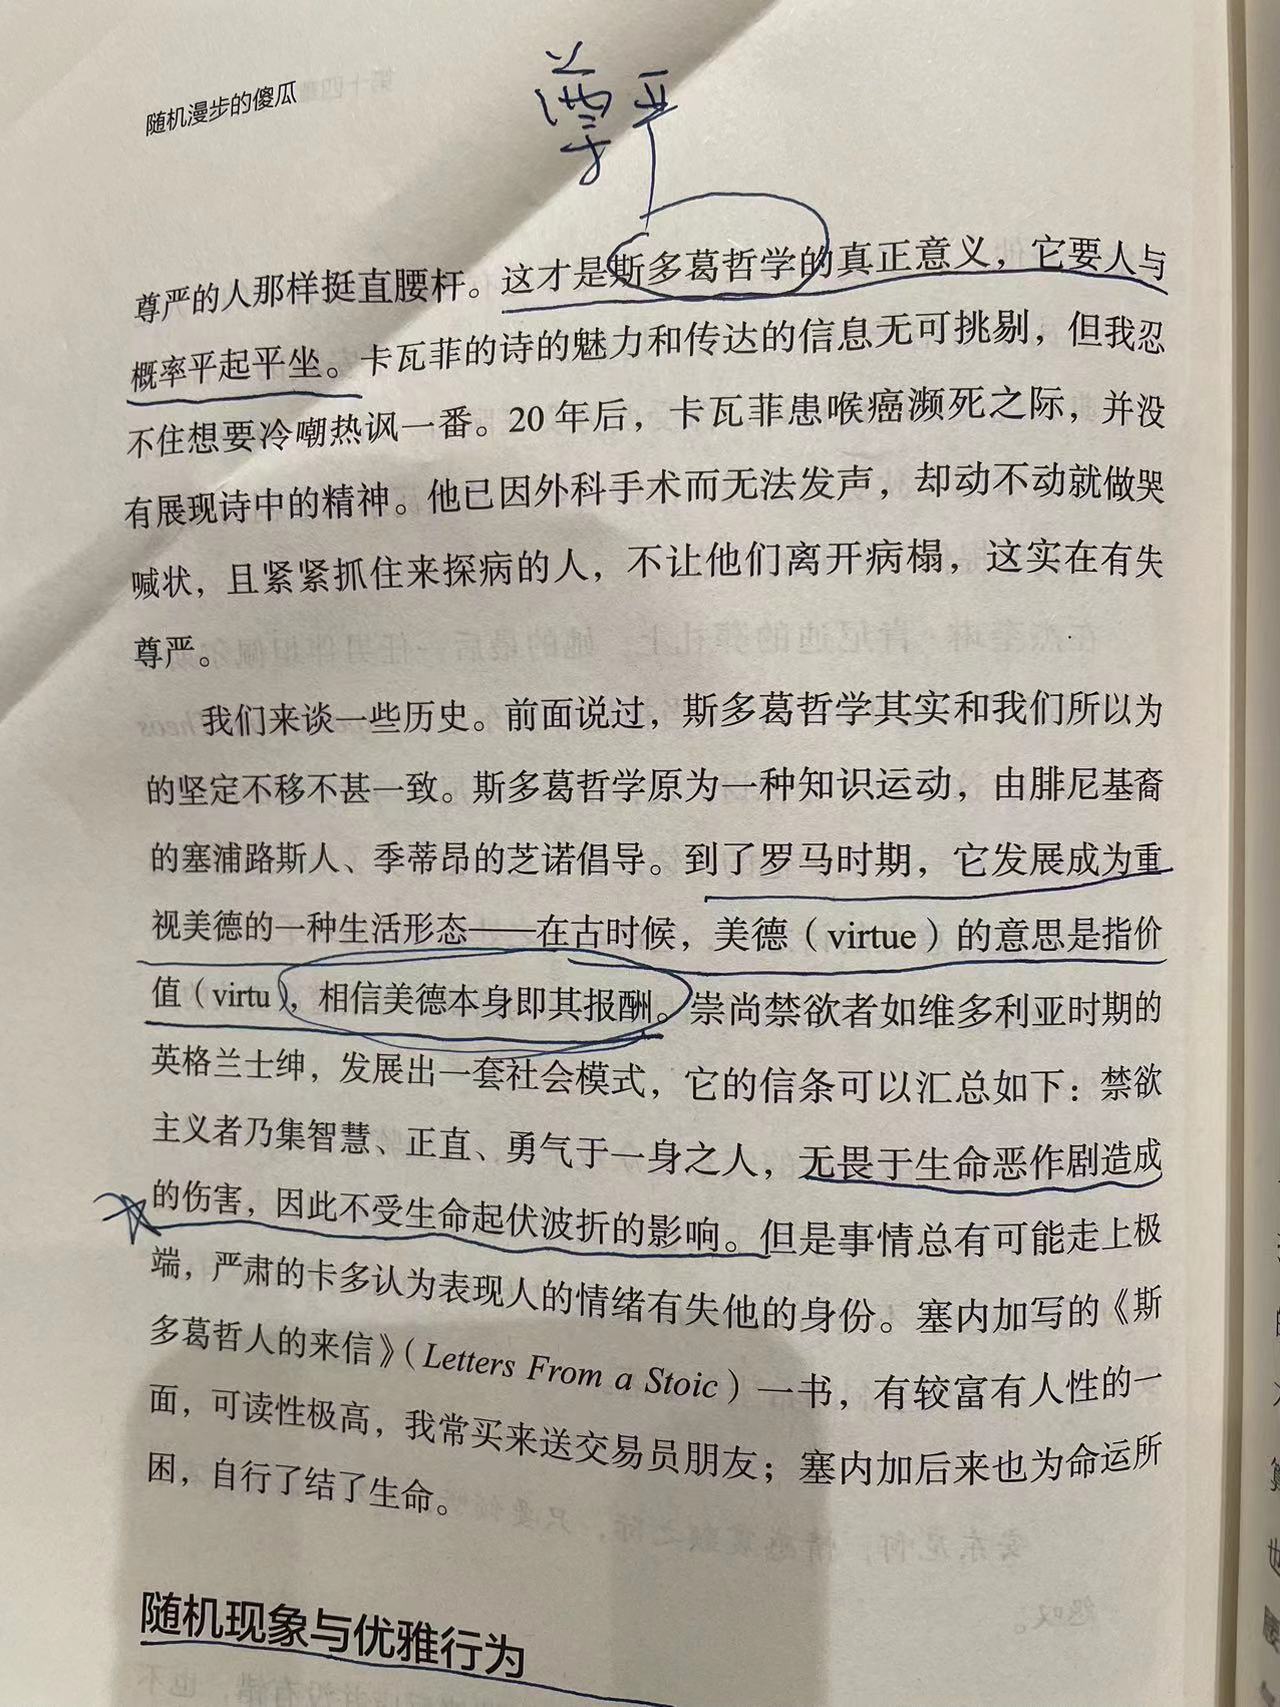 随机漫步的傻瓜
尊严
尊严的人那样挺直腰杆。这才是斯多葛哲学的真正意义，它要人与
概率平起平坐。卡瓦菲的诗的魅力和传达的信息无可挑剔，但我忍
不住想要冷嘲热讽一番。20年后，卡瓦菲患喉癌濒死之际，并没
有展现诗中的精神。他已因外科手术而无法发声，却动不动就做哭
喊状，且紧紧抓住来探病的人，不让他们离开病榻，这实在有失
尊严。
我们来谈一些历史。前面说过，斯多葛哲学其实和我们所以为
的坚定不移不甚一致。斯多葛哲学原为一种知识运动，由腓尼基裔
的塞浦路斯人、季蒂昂的芝诺倡导。到了罗马时期，它发展成为重
视美德的一种生活形态——在古时候，美德（virtue）的意思是指价
值（virtu），相信美德本身即其报酬。崇尚禁欲者如维多利亚时期的
英格兰士绅，发展出一套社会模式，它的信条可以汇总如下：禁欲
主义者乃集智慧、正直、勇气于一身之人，无畏于生命恶作剧造成
的伤害，因此不受生命起伏波折的影响。但是事情总有可能走上极
端，严肃的卡多认为表现人的情绪有失他的身份。塞内加写的《斯
多葛哲人的来信》（Letters From a Stoic）一书，有较富有人性的一
面，可读性极高，我常买来送交易员朋友；塞内加后来也为命运所
困，自行了结了生命。
随机现象与优雅行为